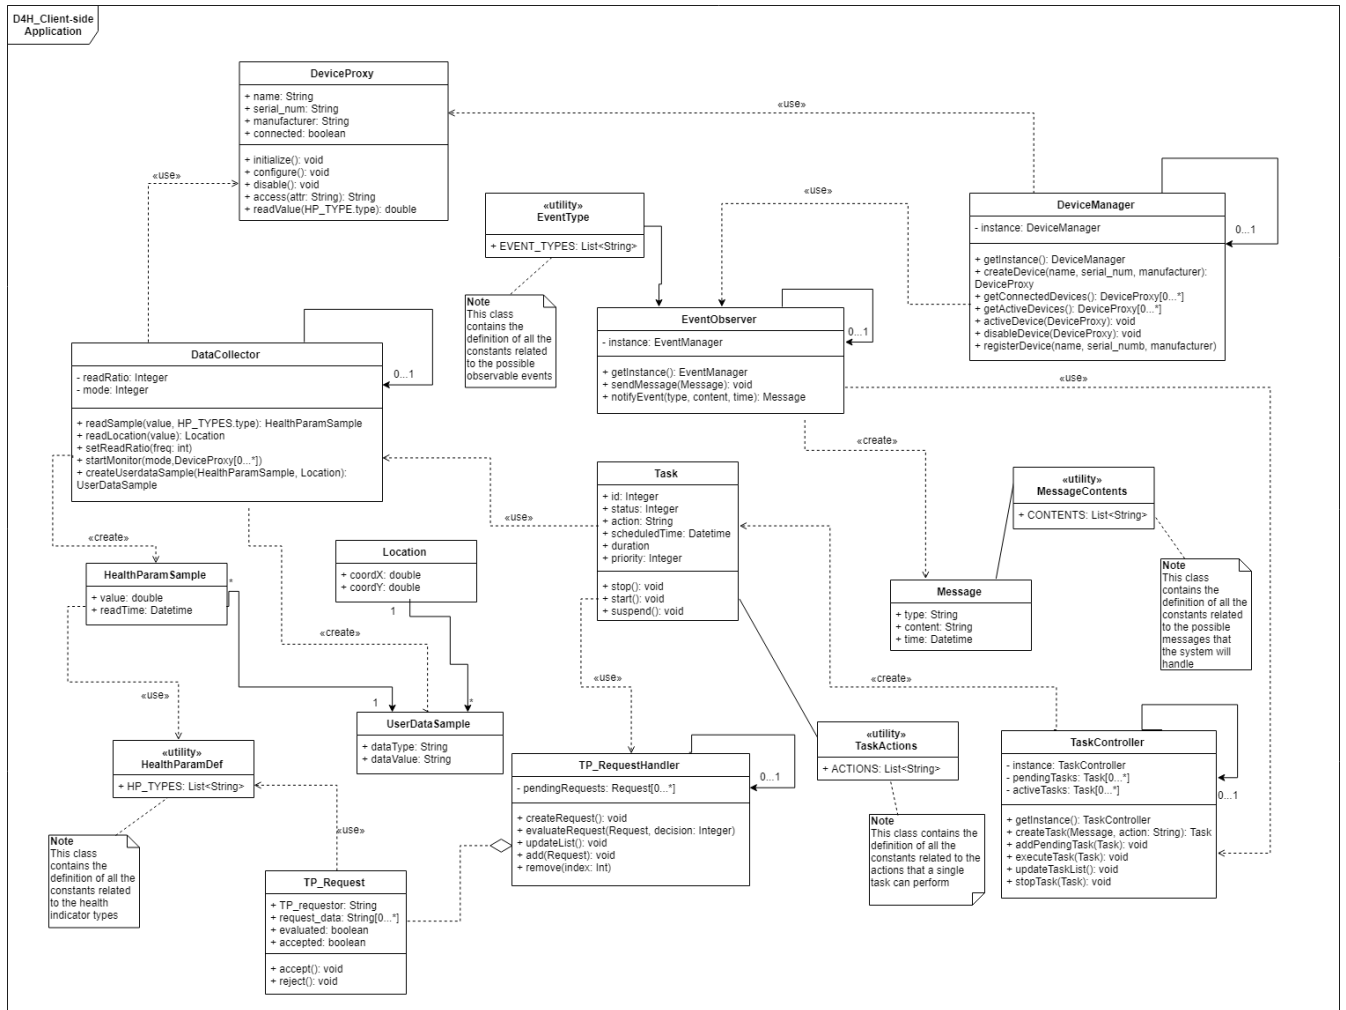 D4H_Client-side
Application
DeviceProxy
+ name: String
+ serial_num: String
+ manufacturer: String
+ connected: boolean
+ initialize(): void
+ configure(): void
+ disable(): void
+ access(attr: String): String
+ readValue(HP_TYPE.type): double
«use»
«use»
«use»
«utility»
EventType
+ EVENT_TYPES: List<String>
Note
This class
contains the
definition of all the
constants related
to the possible
observable events
DeviceManager
- instance: DeviceManager
+ getInstance(): DeviceManager
+ createDevice(name, serial_num, manufacturer):
DeviceProxy
+ getConnectedDevices(): DeviceProxy[0...*]
+ getActiveDevices(): DeviceProxy[0...*]
+ activeDevice(DeviceProxy): void
+ disableDevice(DeviceProxy): void
+ registerDevice(name, serial_numb, manufacturer)
0...1
EventObserver
- instance: EventManager
+ getInstance(): EventManager
+ sendMessage(Message): void
+ notifyEvent(type, content, time): Message
0...1
«use»
«create»
DataCollector
- readRatio: Integer
- mode: Integer
+ readSample(value, HP_TYPES.type): HealthParamSample
+ readLocation(value): Location
+ setReadRatio(freq: int)
+ startMonitor(mode,DeviceProxy[0...*])
+ createUserdataSample(HealthParamSample, Location):
UserDataSample
0...1
«use»
«create»
Task
+ id: Integer
+ status: Integer
+ action: String
+ scheduledTime: Datetime
+ duration
+ priority: Integer
+ stop(): void
+ start(): void
+ suspend(): void
«utility»
MessageContents
+ CONTENTS: List<String>
Note
This class
contains the
definition of all the
constants related
to the possible
messages that
the system will
handle
Message
+ type: String
+ content: String
+ time: Datetime
Location
+ coordX: double
+ coordY: double
1
*
HealthParamSample
+ value: double
+ readTime: Datetime
*
1
«create»
«use»
«use»
«create»
UserDataSample
+ dataType: String
+ dataValue: String
«utility»
HealthParamDef
+ HP_TYPES: List<String>
Note
This class
contains the
definition of all the
constants related
to the health
indicator types
«use»
TP_RequestHandler
- pendingRequests: Request[0...*]
+ createRequest(): void
+ evaluateRequest(Request, decision: Integer)
+ updateList(): void
+ add(Request): void
+ remove(index: Int)
0...1
«utility»
TaskActions
+ ACTIONS: List<String>
Note
This class contains the
definition of all the
constants related to the
actions that a single
task can perform
TaskController
- instance: TaskController
- pendingTasks: Task[0...*]
- activeTasks: Task[0...*]
+ getInstance(): TaskController
+ createTask(Message, action: String): Task
+ addPendingTask(Task): void
+ executeTask(Task): void
+ updateTaskList(): void
+ stopTask(Task): void
0...1
TP_Request
+ TP_requestor: String
+ request_data: String[0...*]
+ evaluated: boolean
+ accepted: boolean
+ accept(): void
+ reject(): void